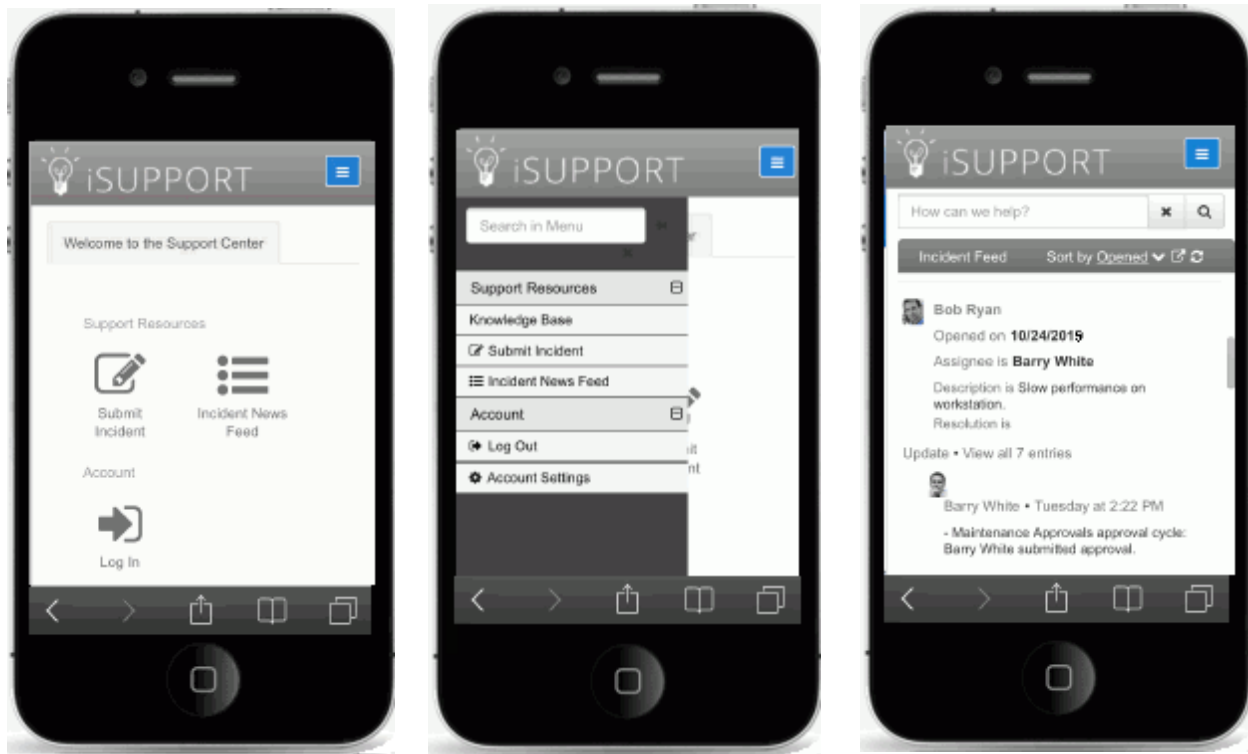 iSUPPORT
Welcome to the Support Center
Support Resources
Submit
Incident
Incident News
Feed
Account
Log In
iSUPPORT
Search in Menu
Support Resources
Knowledge Base
Submit Incident
Incident News Feed
Account
Log Out
Account Settings
iSUPPORT
How can we help?
Incident Feed Sort by Opened
Bob Ryan
Opened on 10/24/2015
Assignee is Barry White
Description is Slow performance on
workstation.
Resolution is
Update • View all 7 entries
Barry White • Tuesday at 2:22 PM
- Maintenance Approvals approval cycle:
Barry White submitted approval.